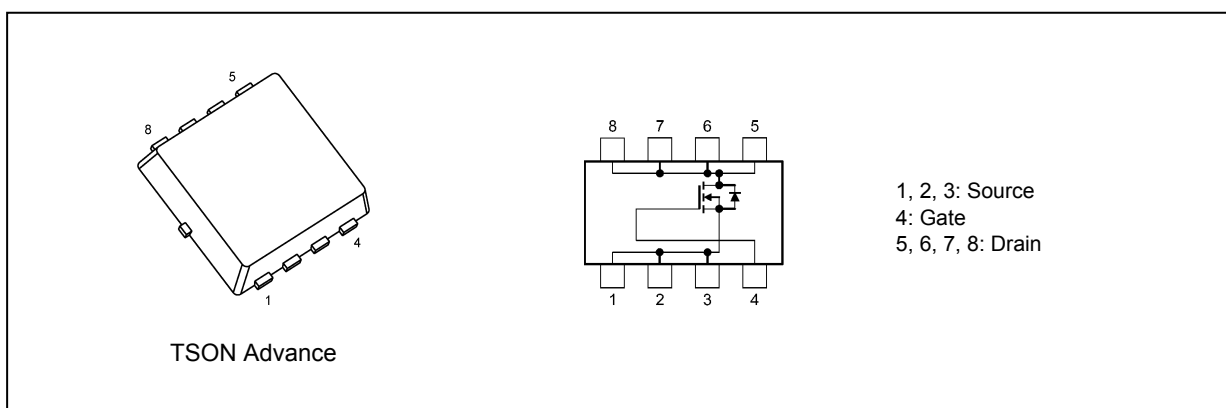 5
8
4
1
TSON Advance
8 7 6 5
1 2 3 4
1, 2, 3: Source
4: Gate
5, 6, 7, 8: Drain